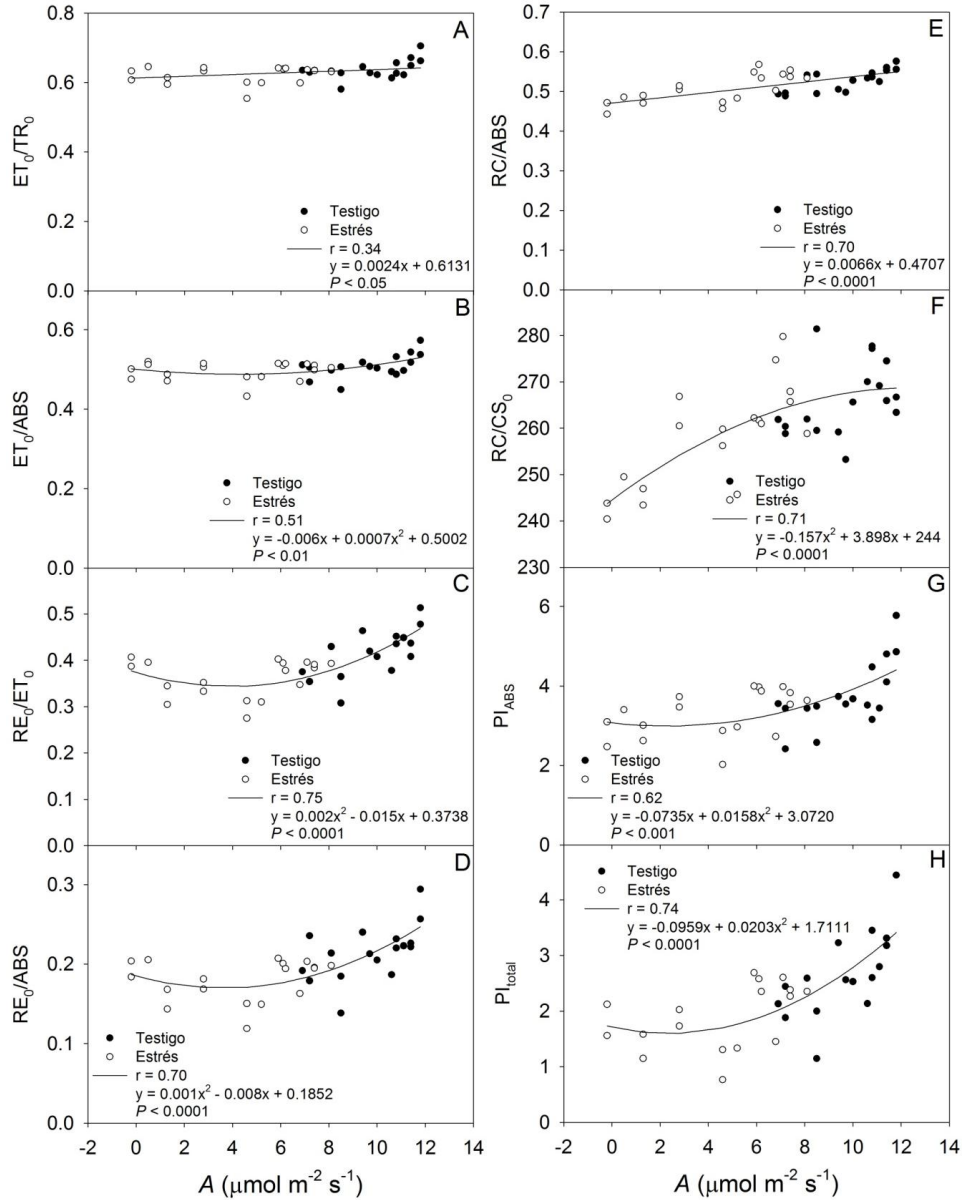 A
ET₀/TR₀
0.8
0.6
0.4
0.2
0.0
Testigo
Estrés
r = 0.34
y = 0.0024x + 0.6131
P < 0.05
B
ET₀/ABS
0.6
0.4
0.2
0.0
Testigo
Estrés
r = 0.51
y = -0.006x + 0.0007x² + 0.5002
P < 0.01
C
RE₀/ET₀
0.5
0.4
0.3
0.2
0.1
0.0
Testigo
Estrés
r = 0.75
y = 0.002x² - 0.015x + 0.3738
P < 0.0001
D
RE₀/ABS
0.3
0.2
0.1
0.0
Testigo
Estrés
r = 0.70
y = 0.001x² - 0.008x + 0.1852
P < 0.0001
-2 0 2 4 6 8 10 12 14
A (µmol m⁻² s⁻¹)
E
RC/ABS
0.7
0.6
0.5
0.4
0.3
0.2
0.1
0.0
Testigo
Estrés
r = 0.70
y = 0.0066x + 0.4707
P < 0.0001
F
RC/CS₀
280
270
260
250
240
230
Testigo
Estrés
r = 0.71
y = -0.157x² + 3.898x + 244
P < 0.0001
G
PI_ABS
6
4
2
0
Testigo
Estrés
r = 0.62
y = -0.0735x + 0.0158x² + 3.0720
P < 0.001
H
PI_total
4
3
2
1
0
Testigo
Estrés
r = 0.74
y = -0.0959x + 0.0203x² + 1.7111
P < 0.0001
-2 0 2 4 6 8 10 12 14
A (µmol m⁻² s⁻¹)